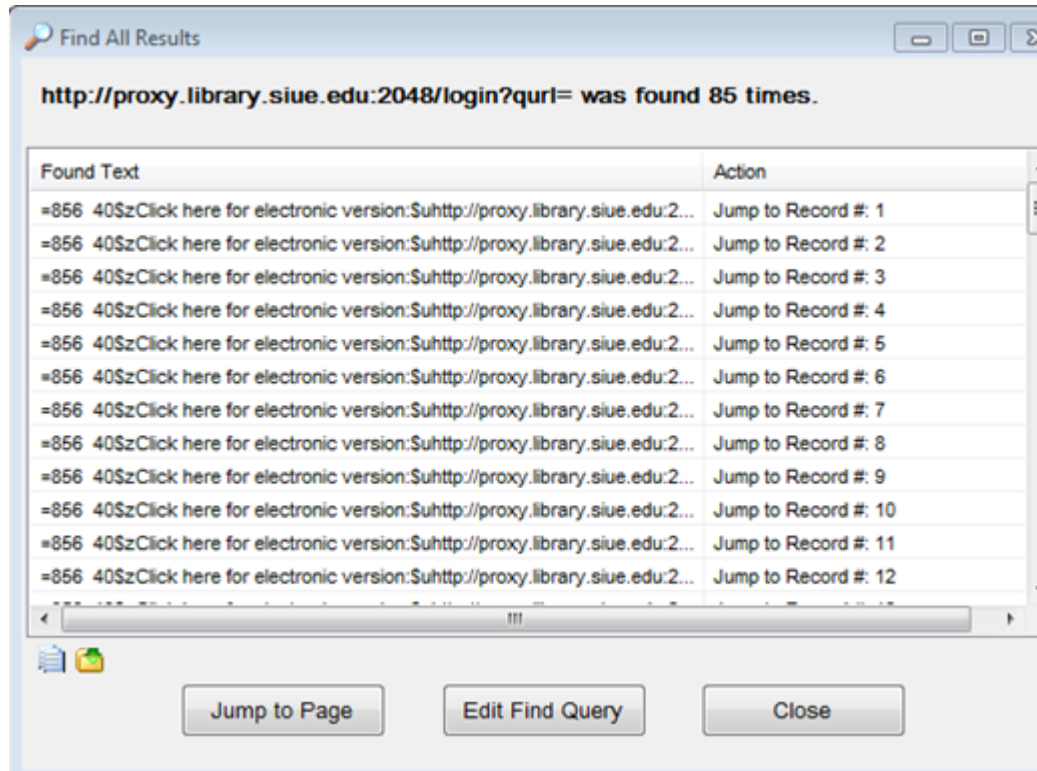 Find All Results
http://proxy.library.siue.edu:2048/login?qurl= was found 85 times.
Found Text Action
=856 40$zClick here for electronic version:$uhttp://proxy.library.siue.edu:2... Jump to Record #: 1
=856 40$zClick here for electronic version:$uhttp://proxy.library.siue.edu:2... Jump to Record #: 2
=856 40$zClick here for electronic version:$uhttp://proxy.library.siue.edu:2... Jump to Record #: 3
=856 40$zClick here for electronic version:$uhttp://proxy.library.siue.edu:2... Jump to Record #: 4
=856 40$zClick here for electronic version:$uhttp://proxy.library.siue.edu:2... Jump to Record #: 5
=856 40$zClick here for electronic version:$uhttp://proxy.library.siue.edu:2... Jump to Record #: 6
=856 40$zClick here for electronic version:$uhttp://proxy.library.siue.edu:2... Jump to Record #: 7
=856 40$zClick here for electronic version:$uhttp://proxy.library.siue.edu:2... Jump to Record #: 8
=856 40$zClick here for electronic version:$uhttp://proxy.library.siue.edu:2... Jump to Record #: 9
=856 40$zClick here for electronic version:$uhttp://proxy.library.siue.edu:2... Jump to Record #: 10
=856 40$zClick here for electronic version:$uhttp://proxy.library.siue.edu:2... Jump to Record #: 11
=856 40$zClick here for electronic version:$uhttp://proxy.library.siue.edu:2... Jump to Record #: 12
Jump to Page Edit Find Query Close